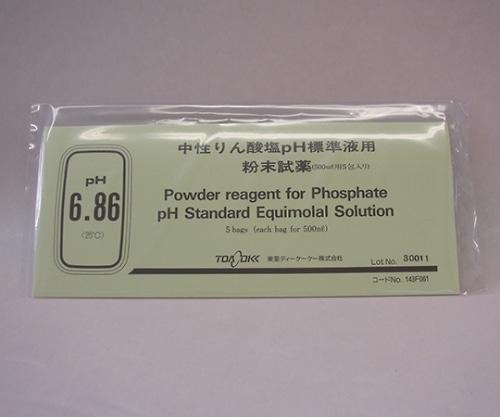 中性りん酸塩pH標準液用
粉末試薬(500mℓ用5包入り)
pH
6.86
(25℃)
Powder reagent for Phosphate
pH Standard Equimolal Solution
5 bags (each bag for 500mℓ)
東亜ディーケーケー株式会社
Lot No. 30011
コードNo. 143F061